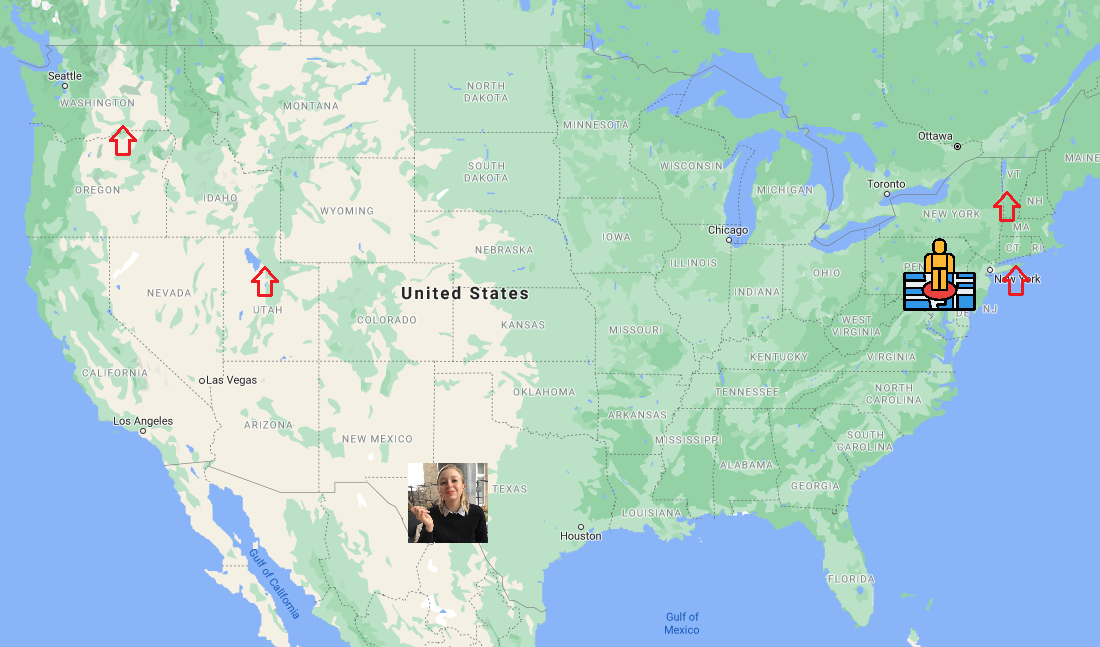 Seattle
WASHINGTON
MONTANA
NORTH
DAKOTA
MINNESOTA
Ottawa
MAINE
VT
OREGON
IDAHO
SOUTH
DAKOTA
WISCONSIN
MICHIGAN
Toronto
NH
WYOMING
NEW YORK
MA
Chicago
IOWA
NEBRASKA
CT
RI
ILLINOIS
OHIO
PEN
New York
NEVADA
United States
INDIANA
UTAH
COLORADO
KANSAS
MISSOURI
WEST
VIRGINIA
DE
NJ
KENTUCKY
VIRGINIA
CALIFORNIA
Las Vegas
OKLAHOMA
TENNESSEE
NORTH
CAROLINA
Los Angeles
ARIZONA
NEW MEXICO
ARKANSAS
MISSISSIPPI
SOUTH
CAROLINA
ALABAMA
TEXAS
GEORGIA
LOUISIANA
Houston
Gulf of California
FLORIDA
Gulf of
Mexico